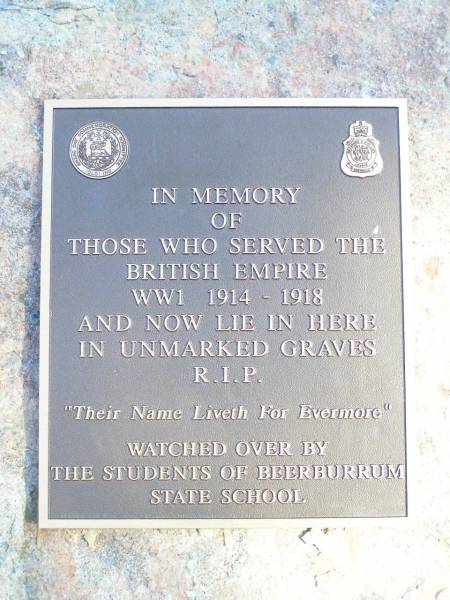 IN MEMORY
OF
THOSE WHO SERVED THE
BRITISH EMPIRE
WW1 1914 - 1918
AND NOW LIE IN HERE
IN UNMARKED GRAVES
R.I.P.
"Their Name Liveth For Evermore"
WATCHED OVER BY
THE STUDENTS OF BEERBURRUM
STATE SCHOOL